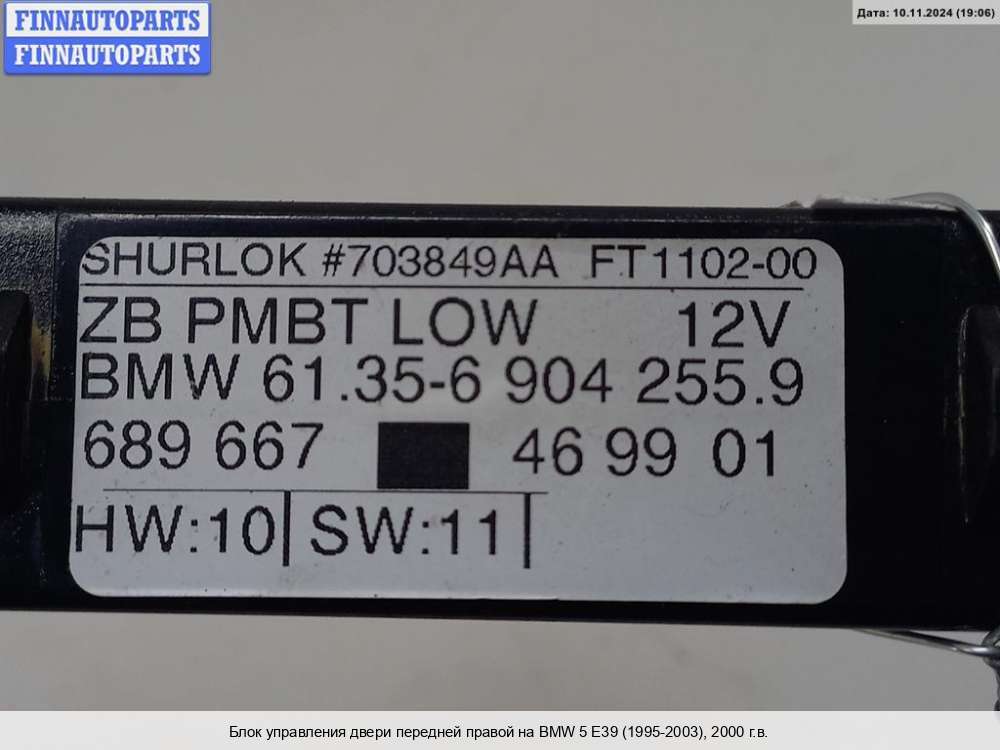 FINNAUTOPARTS
FINNAUTOPARTS
Дата: 10.11.2024 (19:06)
SHURLOK #703849AA FT1102-00
ZB PMBT LOW 12V
BMW 61.35-6 904 255.9
689 667 46 99 01
HW:10 SW:11
Блок управления двери передней правой на BMW 5 E39 (1995-2003), 2000 г.в.